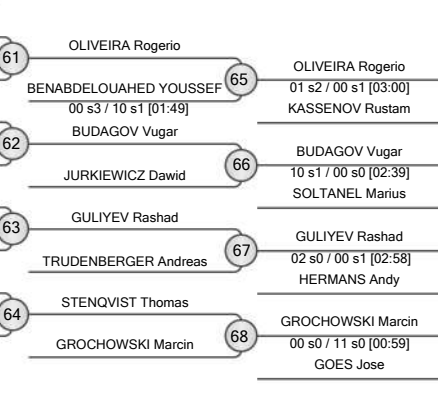 61
OLIVEIRA Rogerio
BENABDELOUAHED YOUSSEF
00 s3 / 10 s1 [01:49]
65
OLIVEIRA Rogerio
01 s2 / 00 s1 [03:00]
KASSENOV Rustam
62
BUDAGOV Vugar
JURKIEWICZ Dawid
66
BUDAGOV Vugar
10 s1 / 00 s0 [02:39]
SOLTANEL Marius
63
GULIYEV Rashad
TRUDENBERGER Andreas
67
GULIYEV Rashad
02 s0 / 00 s1 [02:58]
HERMANS Andy
64
STENQVIST Thomas
GROCHOWSKI Marcin
68
GROCHOWSKI Marcin
00 s0 / 11 s0 [00:59]
GOES Jose